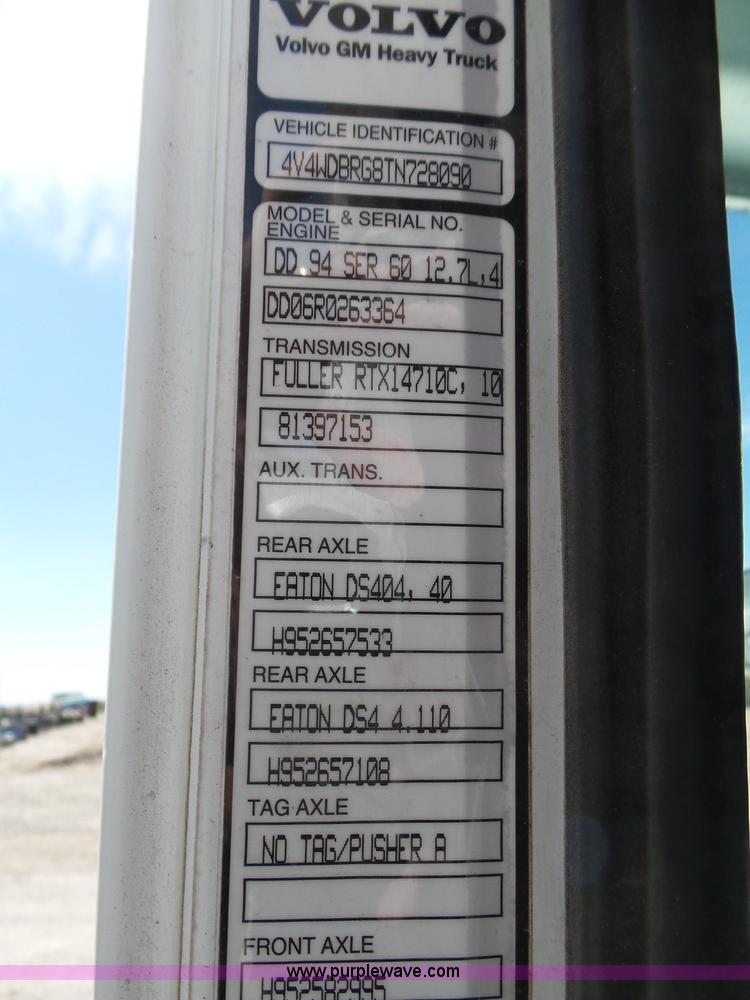 VOLVO
Volvo GM Heavy Truck
VEHICLE IDENTIFICATION #
4V4WDBRG8TN728090
MODEL & SERIAL NO.
ENGINE
DD 94 SER 60 12.7L,4
DD06R0263364
TRANSMISSION
FULLER RTX14710C, 10
81397153
AUX. TRANS.
REAR AXLE
EATON DS404, 40
H952657533
REAR AXLE
EATON DS4 4.110
H952657108
TAG AXLE
NO TAG/PUSHER A
FRONT AXLE
H952582995
www.purplewave.com